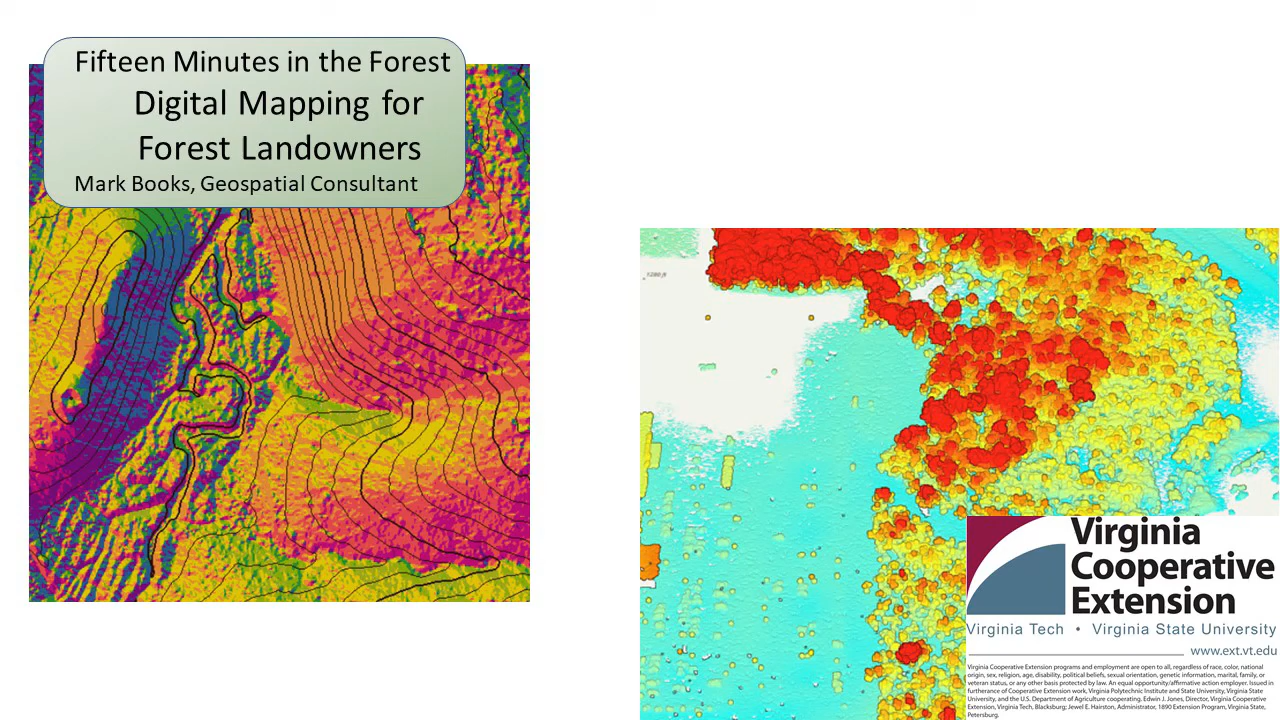 Fifteen Minutes in the Forest
Digital Mapping for
Forest Landowners
Mark Books, Geospatial Consultant
Virginia
Cooperative
Extension
Virginia Tech • Virginia State University
www.ext.vt.edu
Virginia Cooperative Extension programs and employment are open to all, regardless of race, color, national
origin, sex, religion, age, disability, political beliefs, sexual orientation, genetic information, marital, family, or
veteran status, or any other basis protected by law. An equal opportunity/affirmative action employer. Issued in
furtherance of Cooperative Extension work, Virginia Polytechnic Institute and State University, Virginia State
University, and the U.S. Department of Agriculture cooperating. Edwin J. Jones, Director, Virginia Cooperative
Extension, Virginia Tech, Blacksburg; Jewel E. Hairston, Administrator, 1890 Extension Program, Virginia State,
Petersburg.